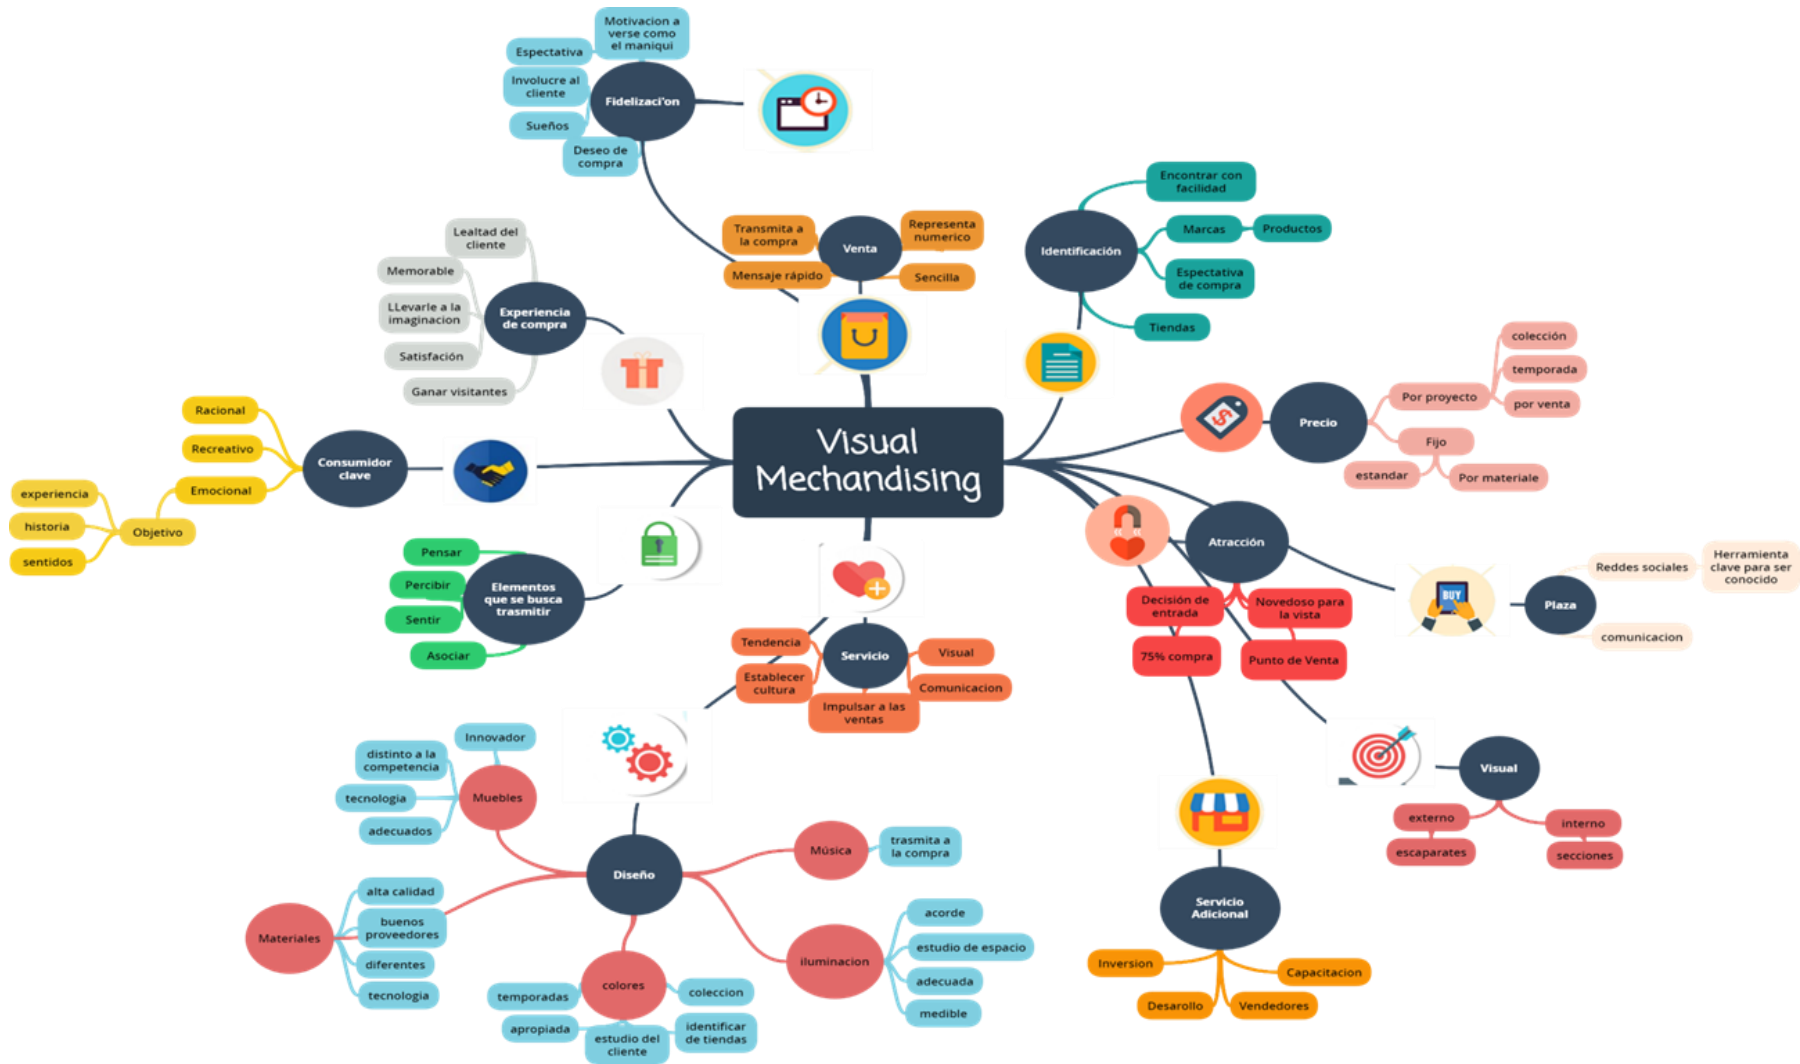 Visual
Mechandising
Motivacion a
verse como
el maniqui
Espectativa
Involucre al
cliente
Sueños
Deseo de
compra
Fidelizaci'on
Transmita a
la compra
Mensaje rápido
Venta
Representa
numerico
Sencilla
Encontrar con
facilidad
Identificación
Marcas
Productos
Espectativa
de compra
Tiendas
Lealtad del
cliente
Memorable
LLevarle a la
imaginacion
Satisfación
Ganar visitantes
Experiencia
de compra
Precio
Por proyecto
colección
temporada
por venta
Fijo
estandar
Por materiale
Racional
Recreativo
Emocional
Consumidor
clave
Objetivo
experiencia
historia
sentidos
Pensar
Percibir
Sentir
Asociar
Elementos
que se busca
trasmitir
Atracción
Decisión de
entrada
75% compra
Novedoso para
la vista
Punto de Venta
BUY
Plaza
Reddes sociales
Herramienta
clave para ser
conocido
comunicacion
Tendencia
Establecer
cultura
Servicio
Visual
Comunicacion
Impulsar a las
ventas
Visual
externo
escaparates
interno
secciones
Innovador
distinto a la
competencia
tecnologia
adecuados
Muebles
Diseño
Música
trasmita a
la compra
Materiales
alta calidad
buenos
proveedores
diferentes
tecnologia
colores
temporadas
apropiada
estudio del
cliente
coleccion
identificar
de tiendas
iluminacion
acorde
estudio de espacio
adecuada
medible
Servicio
Adicional
Inversion
Desarollo
Vendedores
Capacitacion